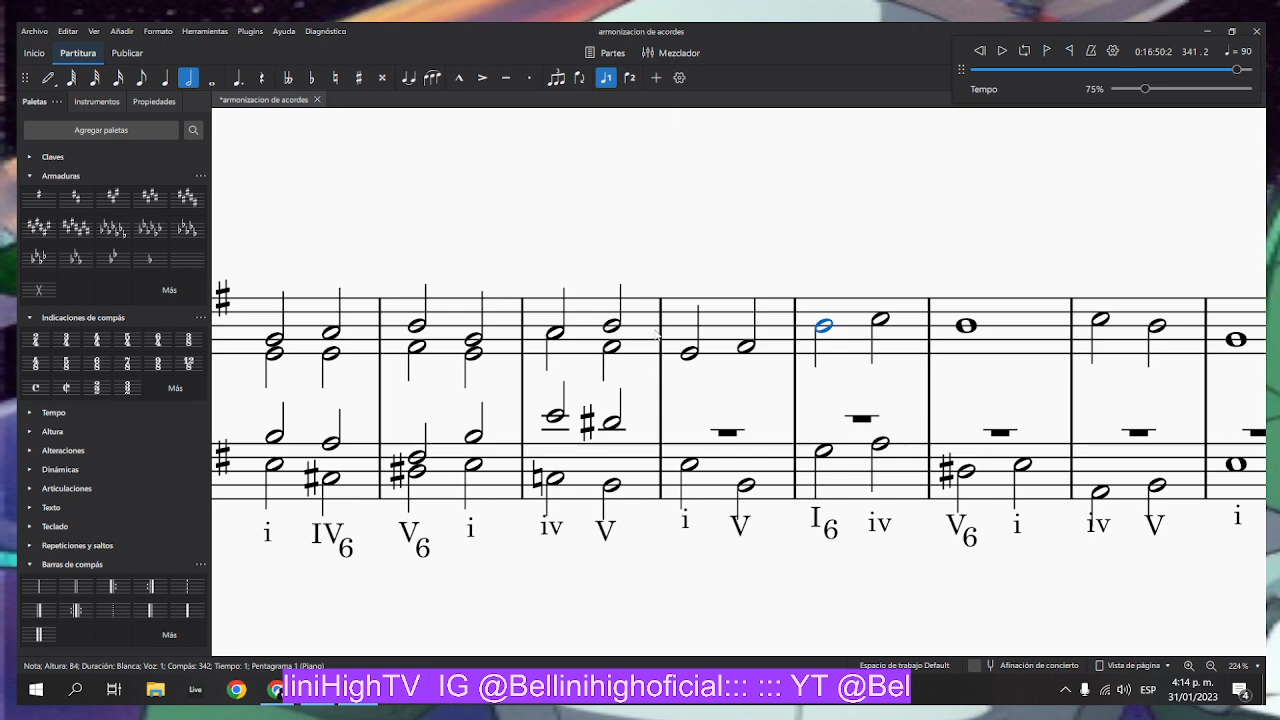 Archivo Editar Ver Añadir Formato Herramientas Plugins Ayuda Diagnóstico armonizacion de acordes
Inicio Partitura Publicar Partes Mezclador 0:16:50:2 341 . 2 = 90
Tempo 75%
Paletas Instrumentos Propiedades *armonizacion de acordes
Agregar paletas
Claves
Armaduras
Más
Indicaciones de compás
Más
Tempo
Altura
Alteraciones
Dinámicas
Articulaciones
Texto
Teclado
Repeticiones y saltos
Barras de compás
Más
i IV6 V6 i iv V i V I6 iv V6 i iv V i
Nota; Altura: B4; Duración: Blanca; Voz: 1; Compás: 342; Tiempo: 1; Pentagrama 1 (Piano) Espacio de trabajo Default Afinación de concierto Vista de página 224 %
Live liniHighTV IG @Bellinihighoficial::: ::: YT @Bel ESP 4:14 p. m.
31/01/2023 4